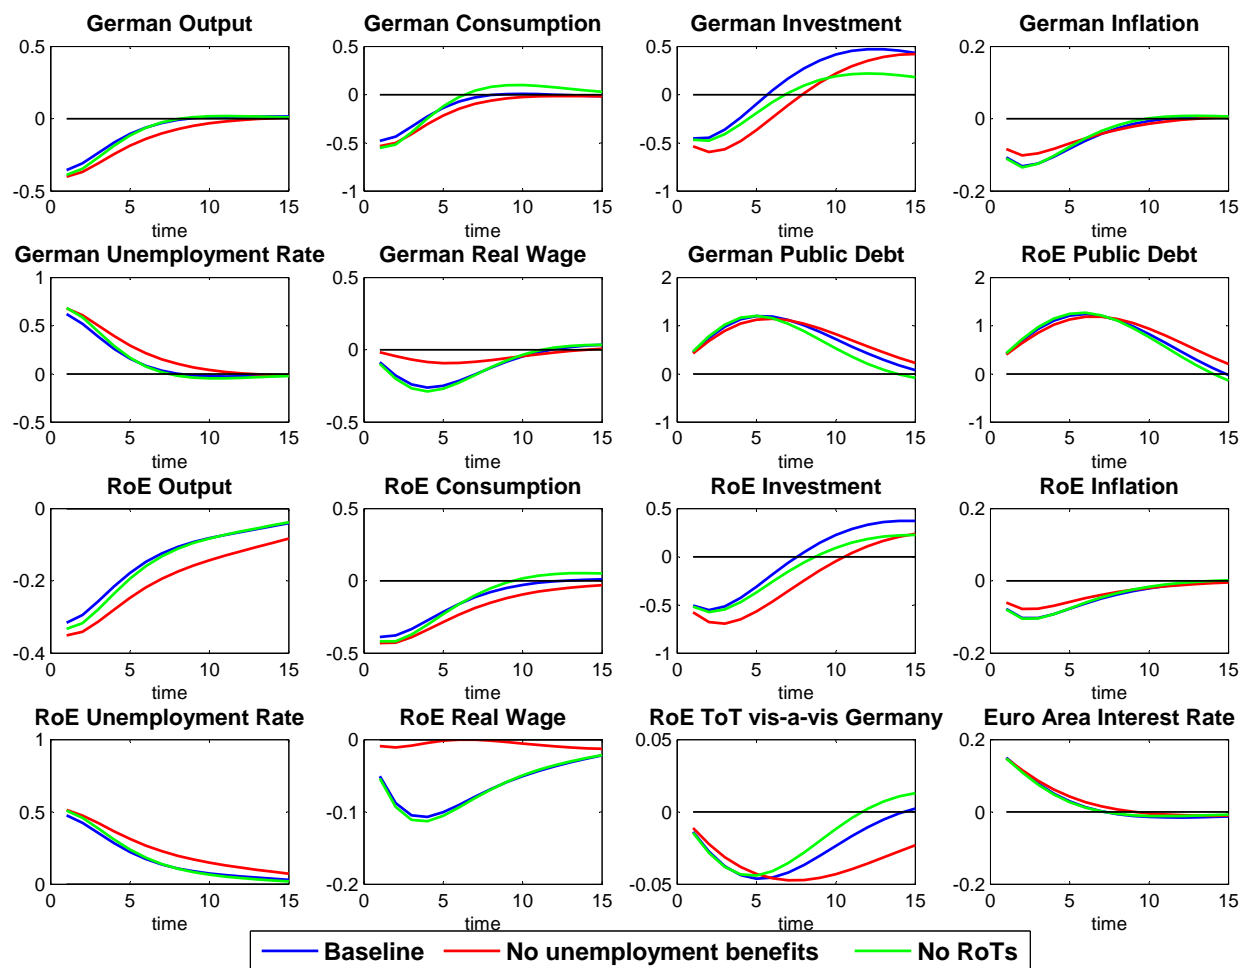 German Output
German Consumption
German Investment
German Inflation
0.5
0
-0.5
0 5 10 15
time
0.5
0
-0.5
-1
0 5 10 15
time
0.5
0
-0.5
-1
0 5 10 15
time
0.2
0
-0.2
0 5 10 15
time
German Unemployment Rate
German Real Wage
German Public Debt
RoE Public Debt
1
0.5
0
-0.5
0 5 10 15
time
0.5
0
-0.5
0 5 10 15
time
2
1
0
-1
0 5 10 15
time
2
1
0
-1
0 5 10 15
time
RoE Output
RoE Consumption
RoE Investment
RoE Inflation
0
-0.2
-0.4
0 5 10 15
time
0.5
0
-0.5
0 5 10 15
time
0.5
0
-0.5
-1
0 5 10 15
time
0.2
0
-0.2
0 5 10 15
time
RoE Unemployment Rate
RoE Real Wage
RoE ToT vis-a-vis Germany
Euro Area Interest Rate
1
0.5
0
0 5 10 15
time
0
-0.1
-0.2
0 5 10 15
time
0.05
0
-0.05
0 5 10 15
time
0.2
0
-0.2
0 5 10 15
time
Baseline
No unemployment benefits
No RoTs